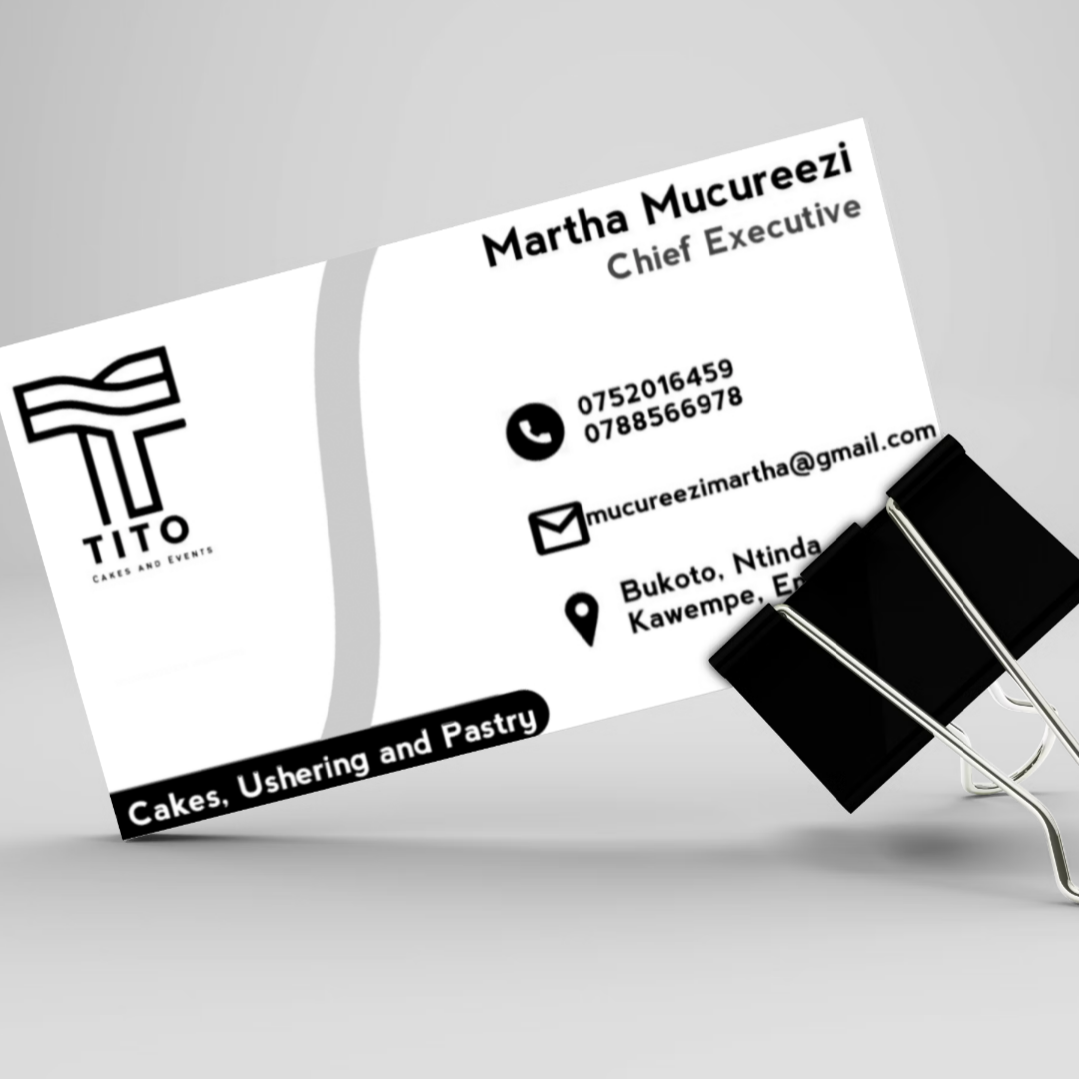 Martha Mucureezi
Chief Executive
0752016459
0788566978
mucureezimartha@gmail.com
Bukoto, Ntinda
Kawempe,
TITO
CAKES AND EVENTS
Cakes, Ushering and Pastry